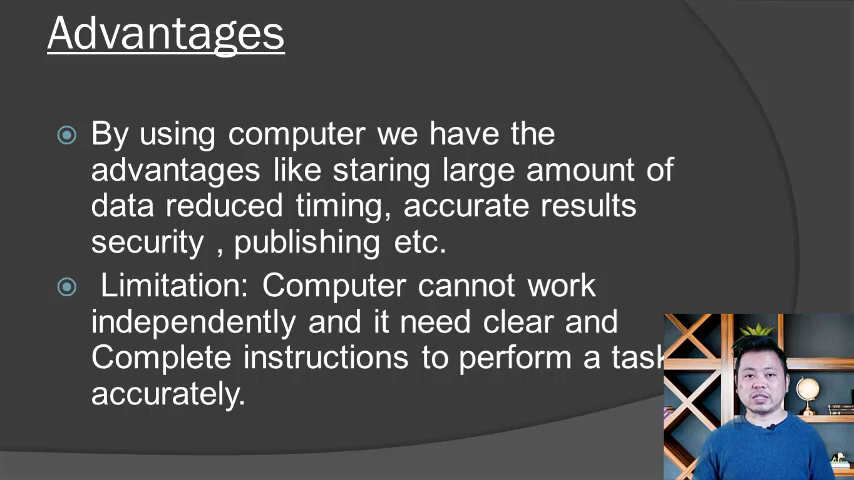 Advantages
By using computer we have the
advantages like staring large amount of
data reduced timing, accurate results
security , publishing etc.
Limitation: Computer cannot work
independently and it need clear and
Complete instructions to perform a task
accurately.